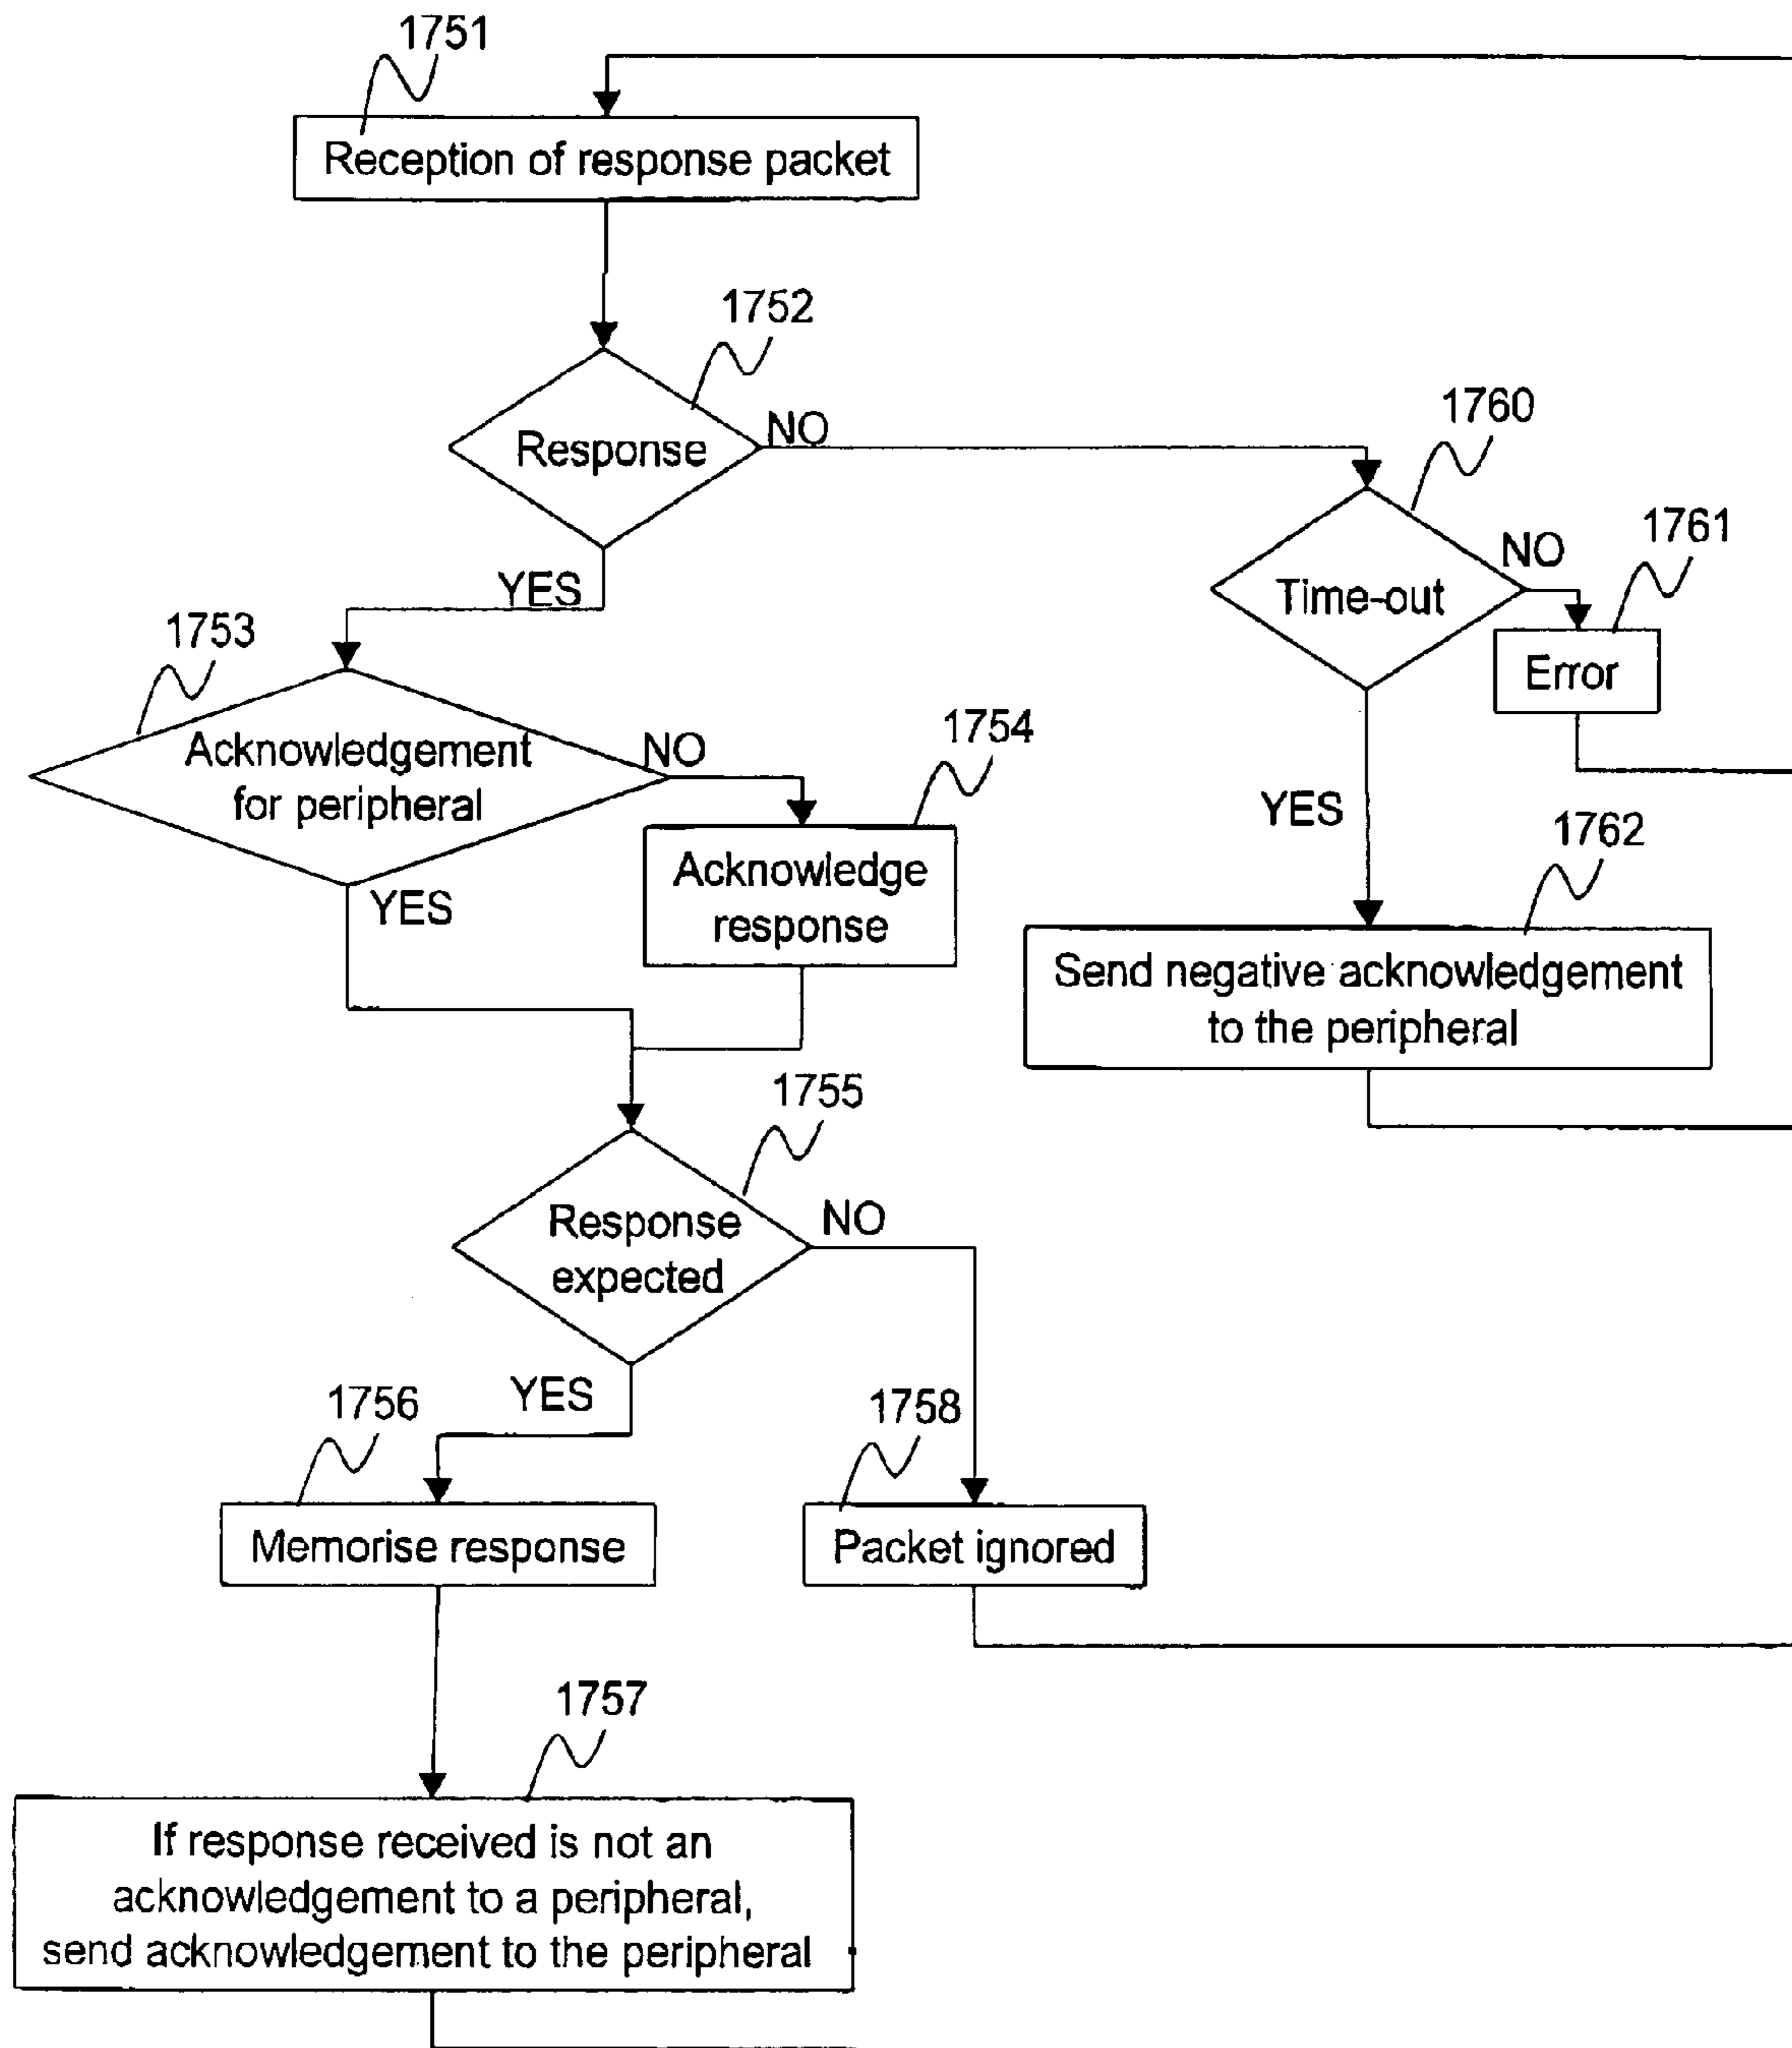 1751
Reception of response packet
1752
Response
NO
YES
1760
Time-out
NO
1761
Error
YES
1762
Send negative acknowledgement
to the peripheral
1753
Acknowledgement
for peripheral
NO
YES
1754
Acknowledge
response
1755
Response
expected
NO
YES
1756
Memorise response
1758
Packet ignored
1757
If response received is not an
acknowledgement to a peripheral,
send acknowledgement to the peripheral